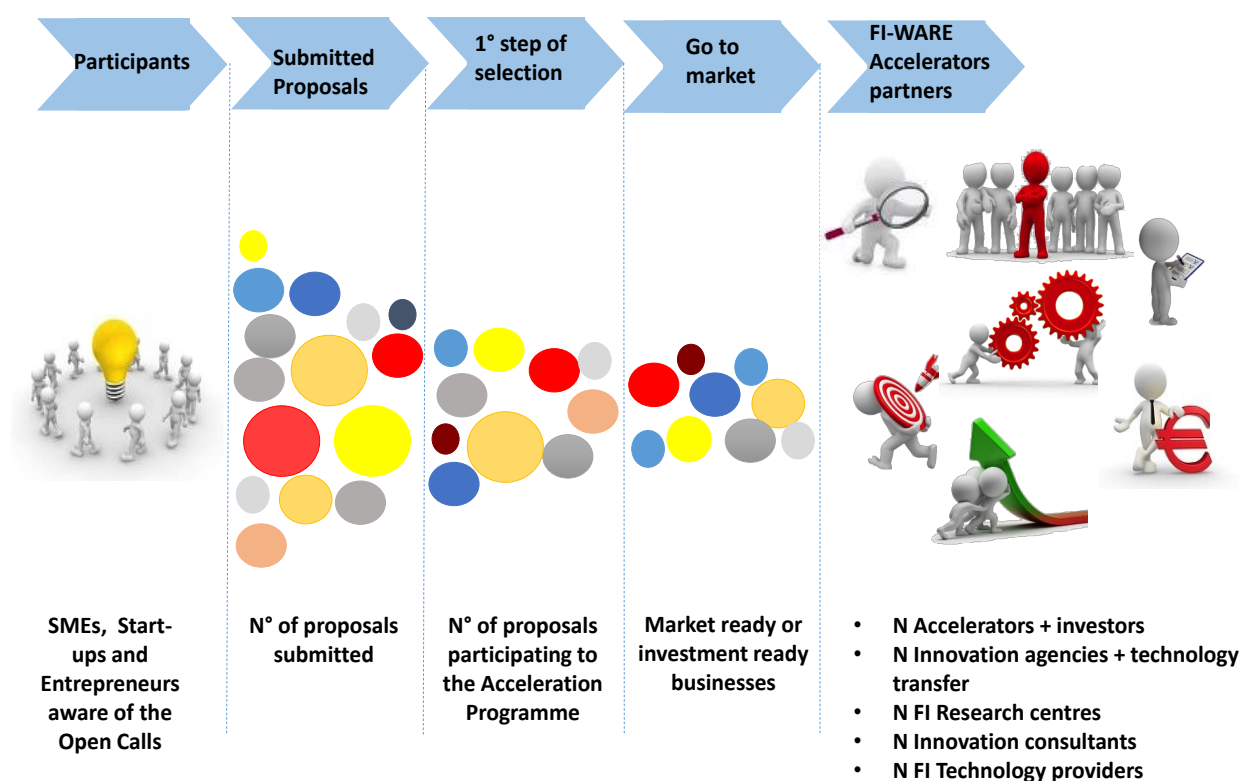 Participants
Submitted
Proposals
1° step of
selection
Go to
market
FI-WARE
Accelerators
partners
SMEs, Start-
ups and
Entrepreneurs
aware of the
Open Calls
N° of proposals
submitted
N° of proposals
participating to
the Acceleration
Programme
Market ready or
investment ready
businesses
• N Accelerators + investors
• N Innovation agencies + technology
transfer
• N FI Research centres
• N Innovation consultants
• N FI Technology providers